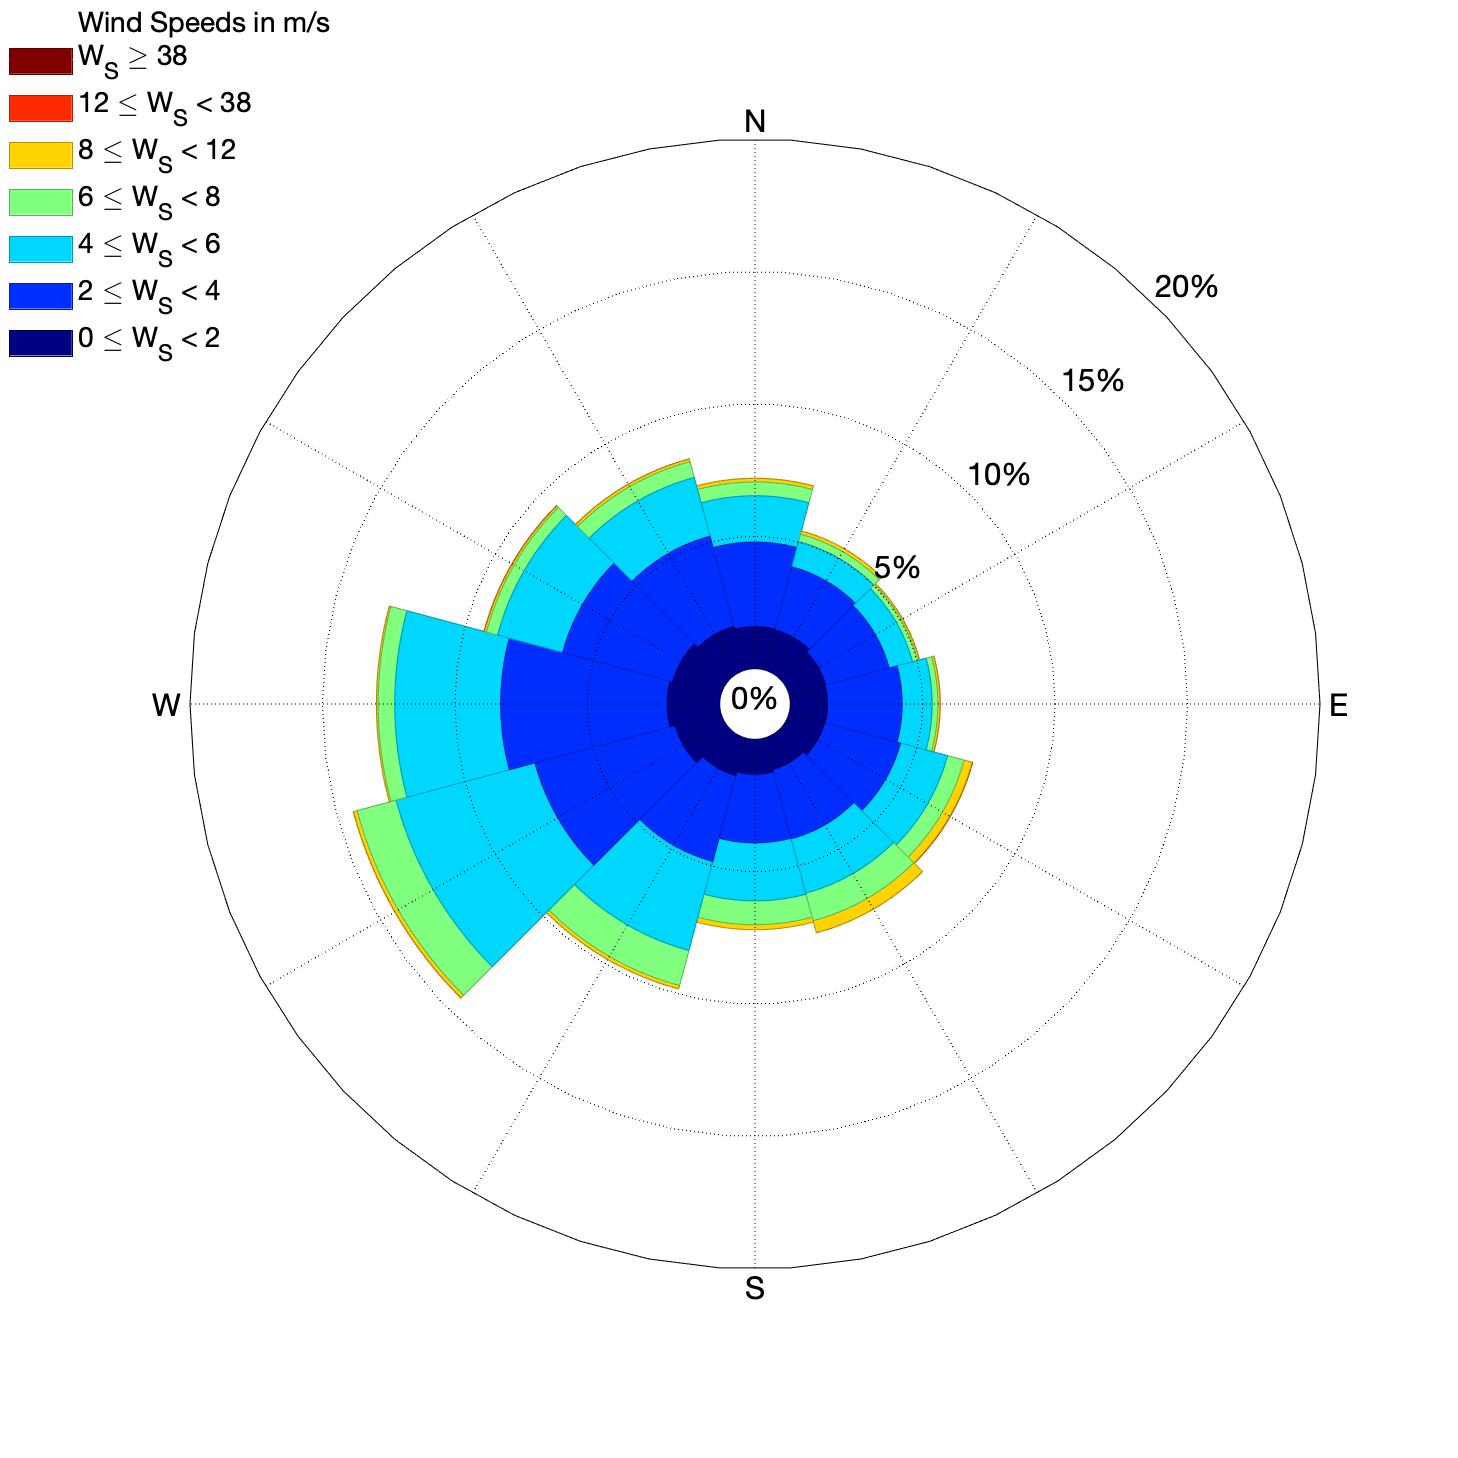 Wind Speeds in m/s
W_S ≥ 38
12 ≤ W_S < 38
8 ≤ W_S < 12
6 ≤ W_S < 8
4 ≤ W_S < 6
2 ≤ W_S < 4
0 ≤ W_S < 2
N
20%
15%
10%
5%
0%
W
E
S